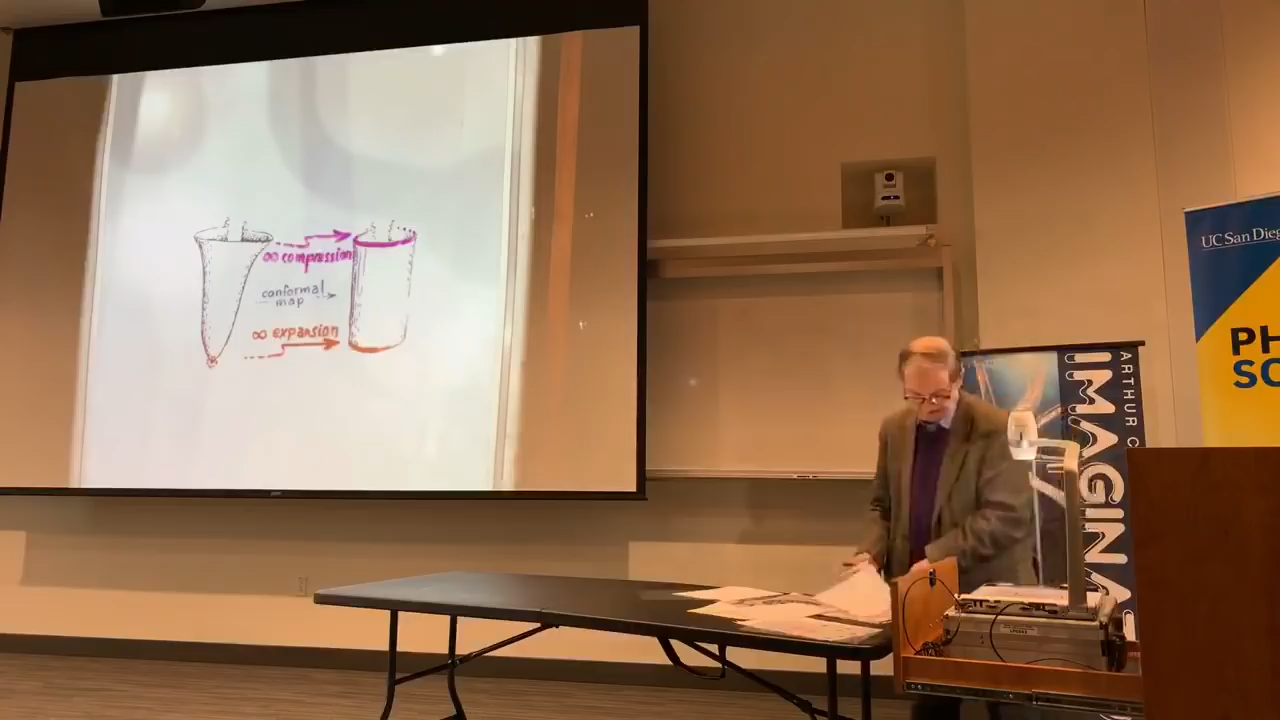 ∞ compression
conformal
map
∞ expansion
UC San Dieg
PH
SC
ARTHUR C
IMAGINA